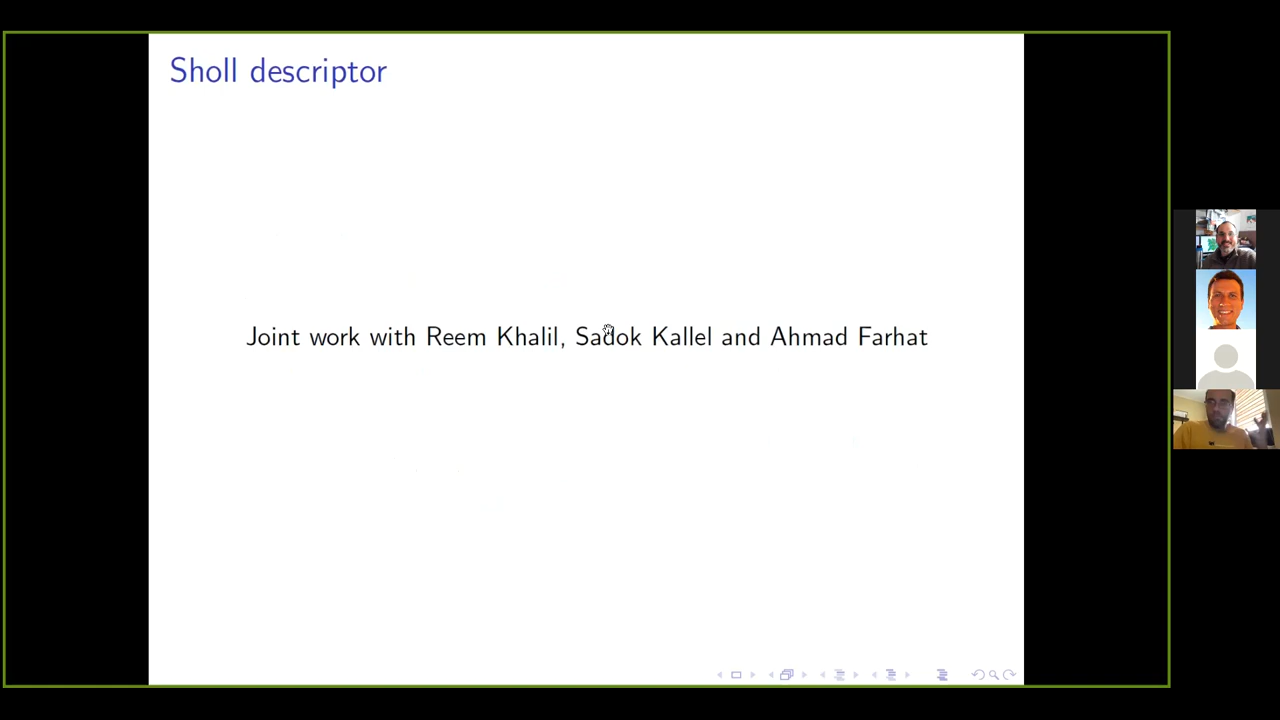 Sholl descriptor
Joint work with Reem Khalil, Sadok Kallel and Ahmad Farhat